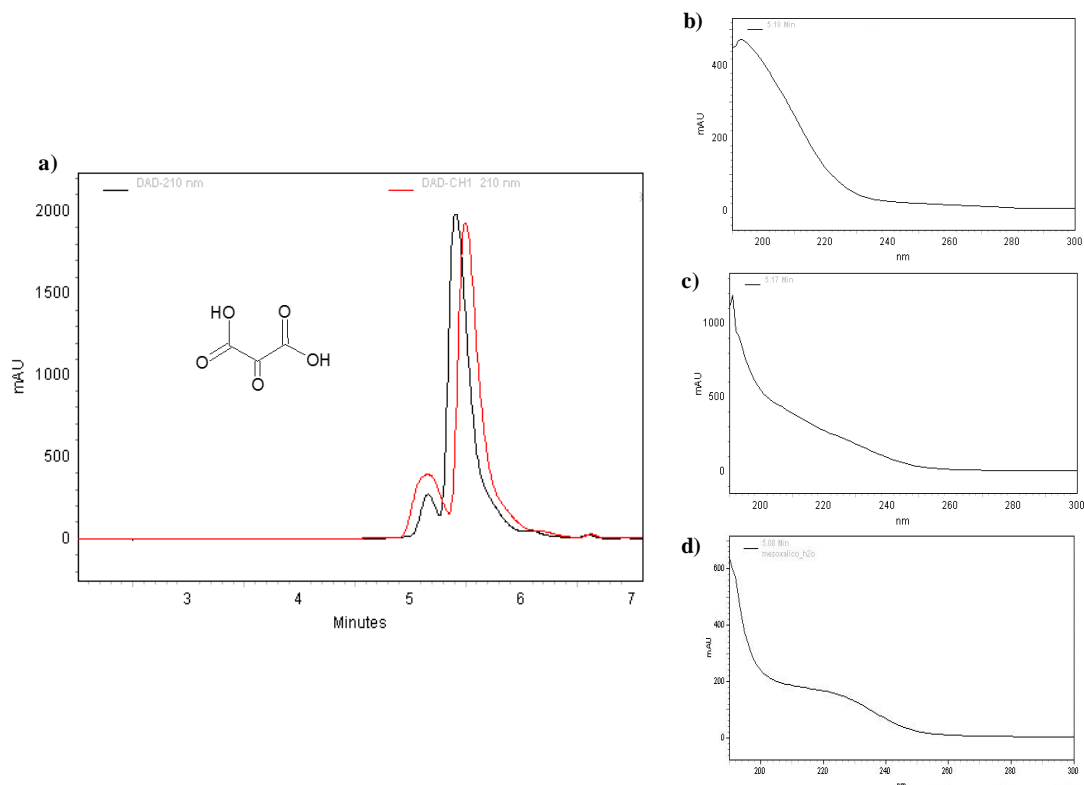 a)
DAD-210 nm
DAD-CH1 210 nm
2000
1500
1000
500
0
mAU
HO
O
O
OH
O
3
4
5
6
7
Minutes
b)
5.19 Min
400
200
0
mAU
200
220
240
260
280
300
nm
c)
5.17 Min
1000
500
0
mAU
200
220
240
260
280
300
nm
d)
5.08 Min
mesoxalico_h2o
600
400
200
0
mAU
200
220
240
260
280
300
nm